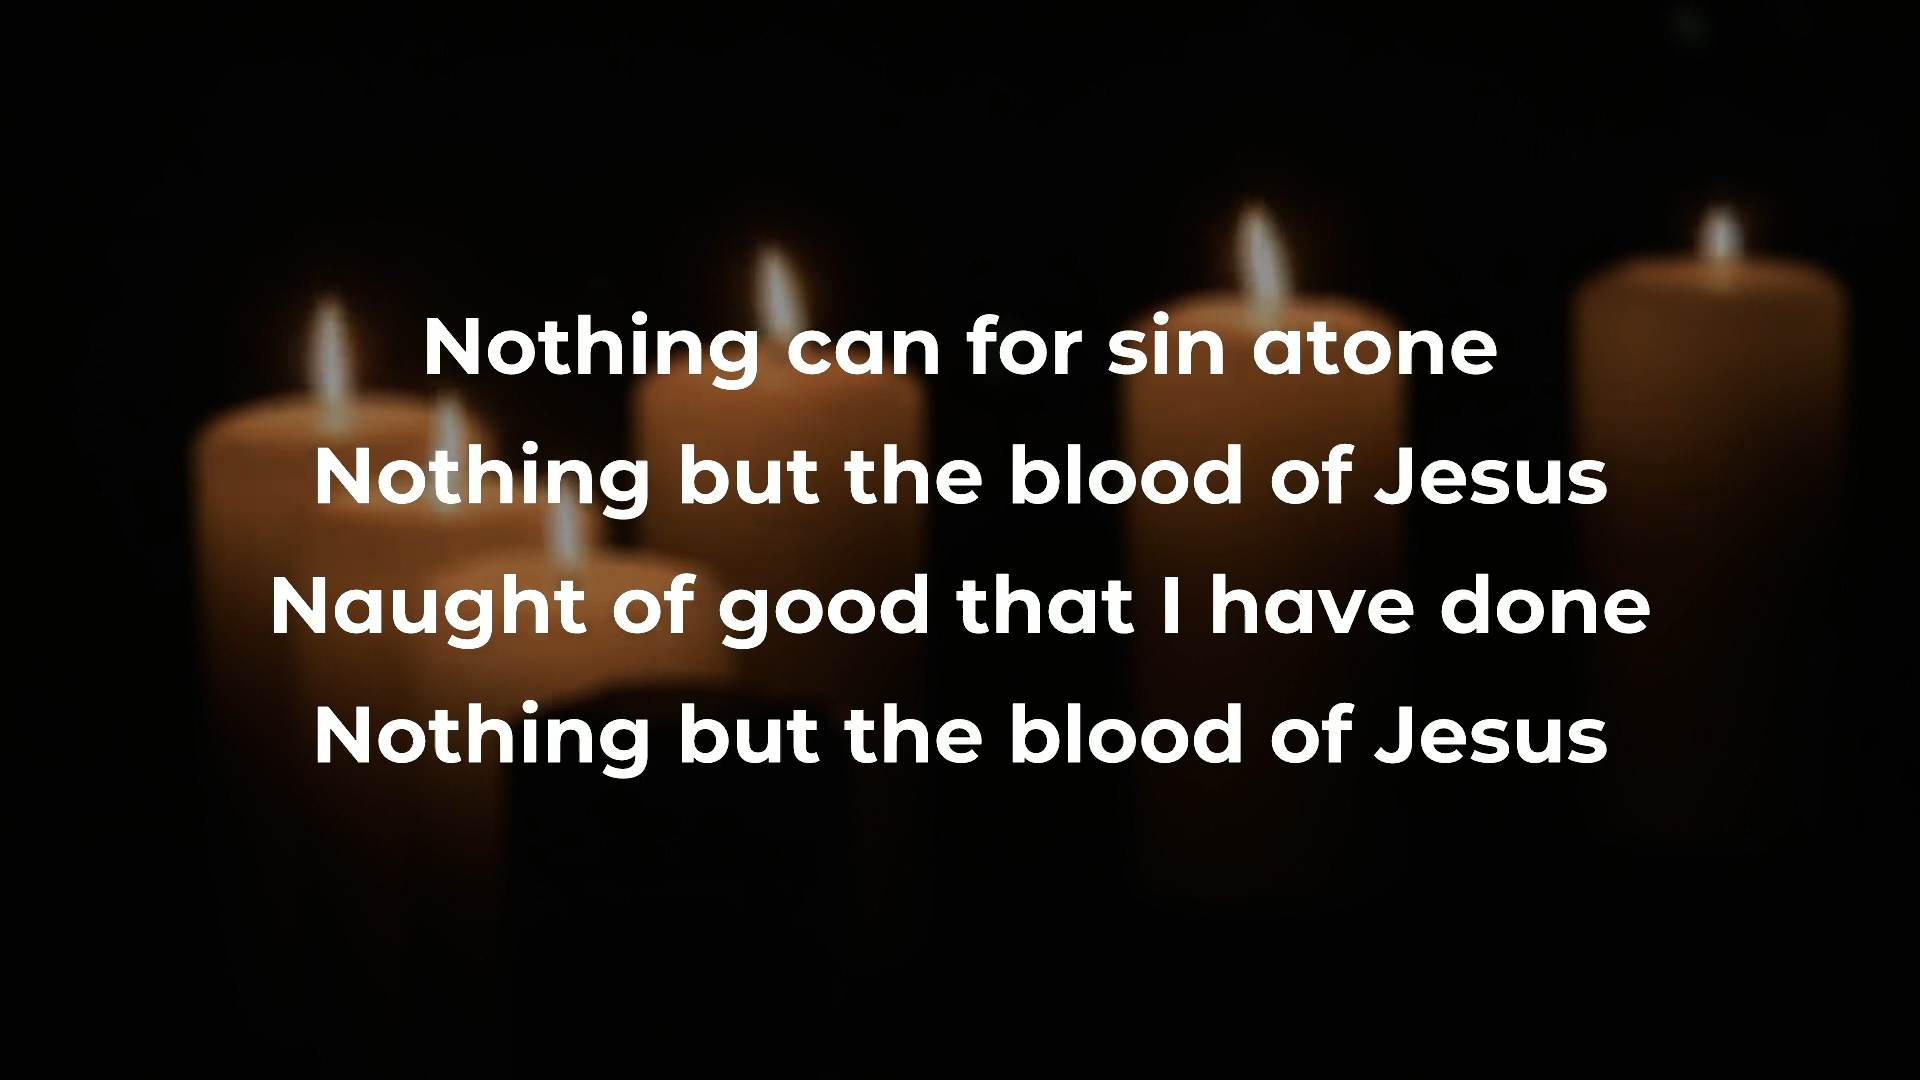 Nothing can for sin atone
Nothing but the blood of Jesus
Naught of good that I have done
Nothing but the blood of Jesus